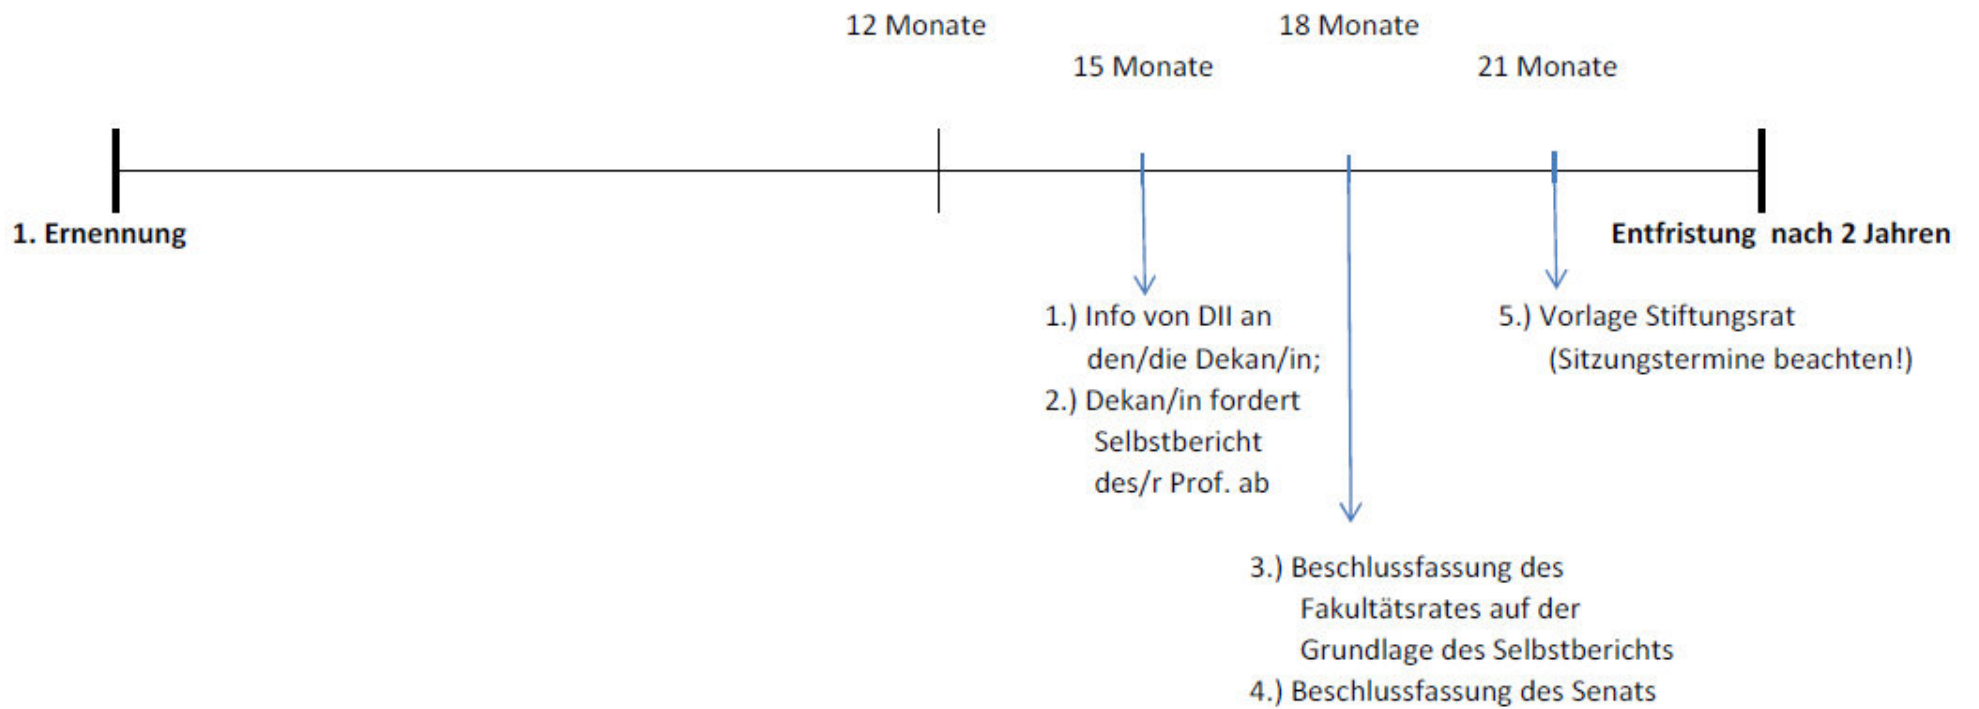 12 Monate
18 Monate
15 Monate
21 Monate
1. Ernennung
Entfristung nach 2 Jahren
1.) Info von DII an
den/die Dekan/in;
2.) Dekan/in fordert
Selbstbericht
des/r Prof. ab
5.) Vorlage Stiftungsrat
(Sitzungstermine beachten!)
3.) Beschlussfassung des
Fakultätsrates auf der
Grundlage des Selbstberichts
4.) Beschlussfassung des Senats